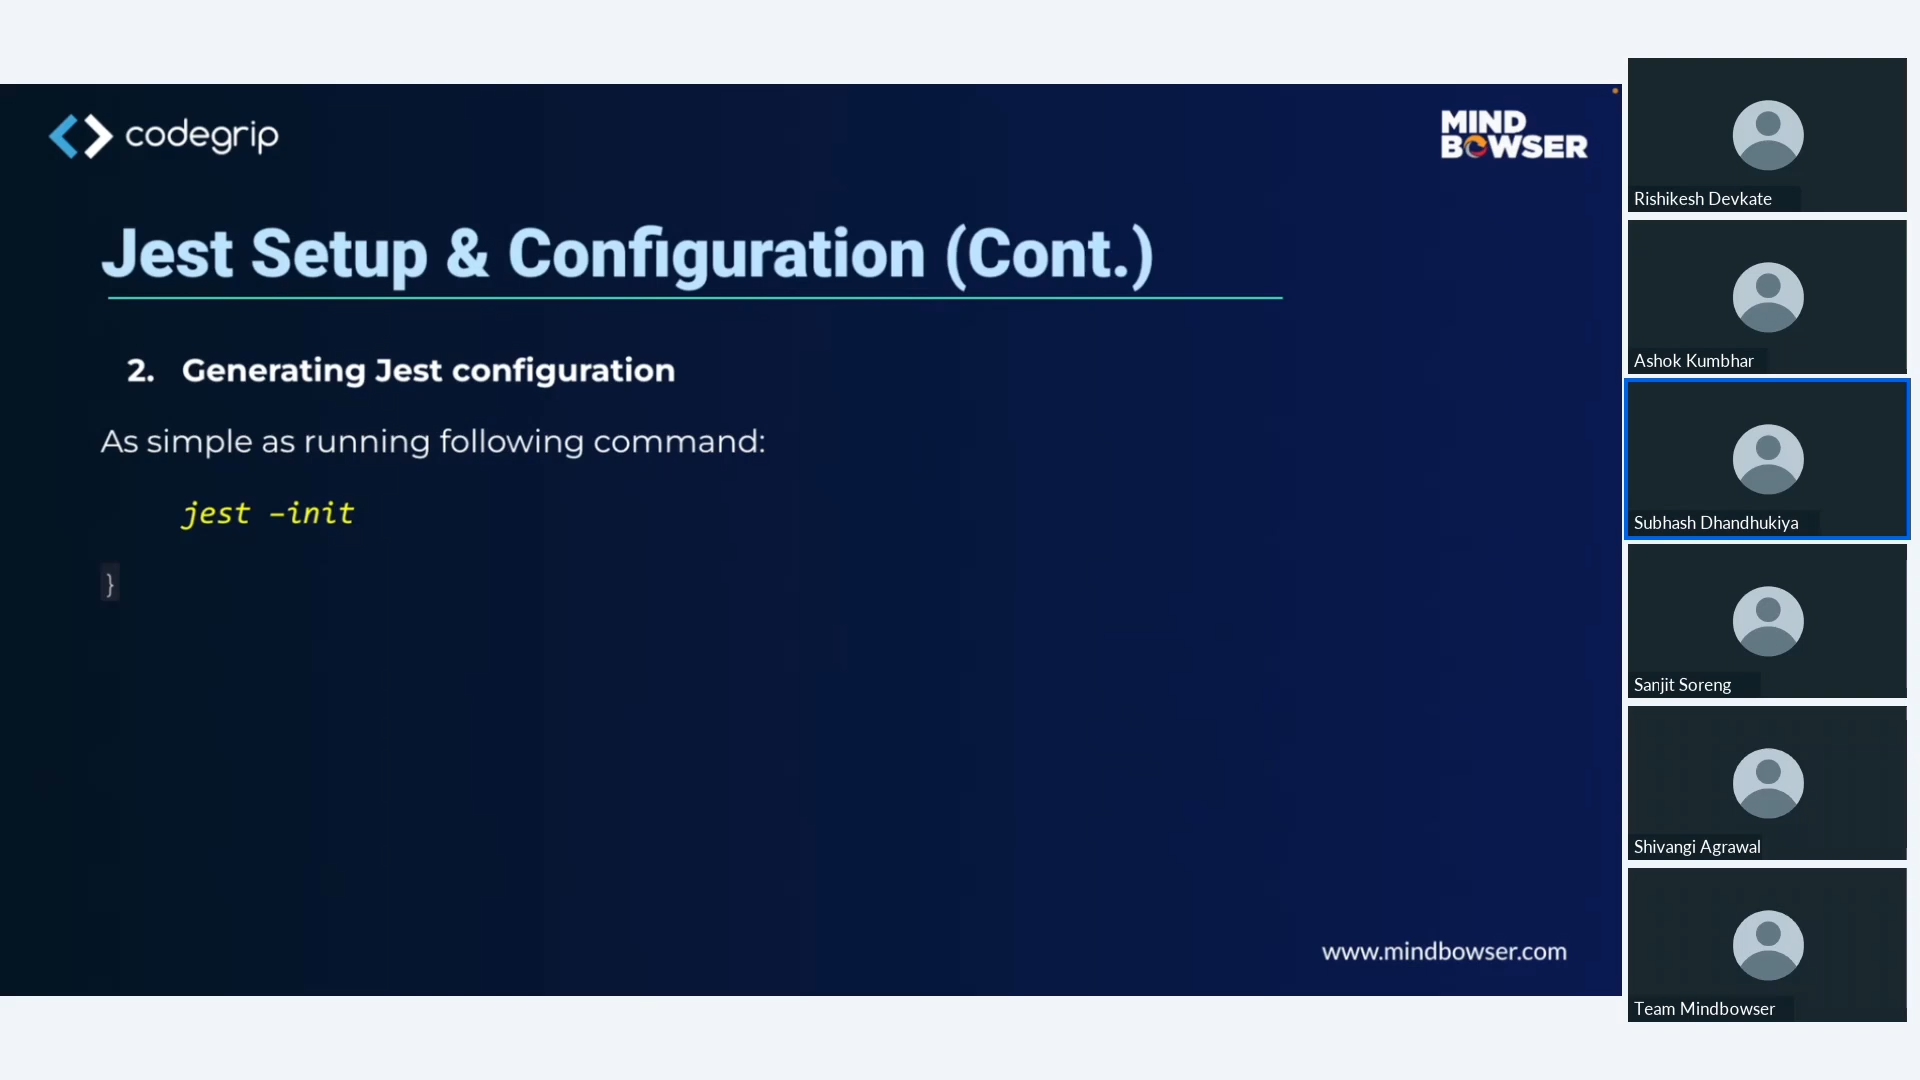 codegrip
MIND
BOWSER
Jest Setup & Configuration (Cont.)
2. Generating Jest configuration
As simple as running following command:
jest –init
}
www.mindbowser.com
Rishikesh Devkate
Ashok Kumbhar
Subhash Dhandhukiya
Sanjit Soreng
Shivangi Agrawal
Team Mindbowser